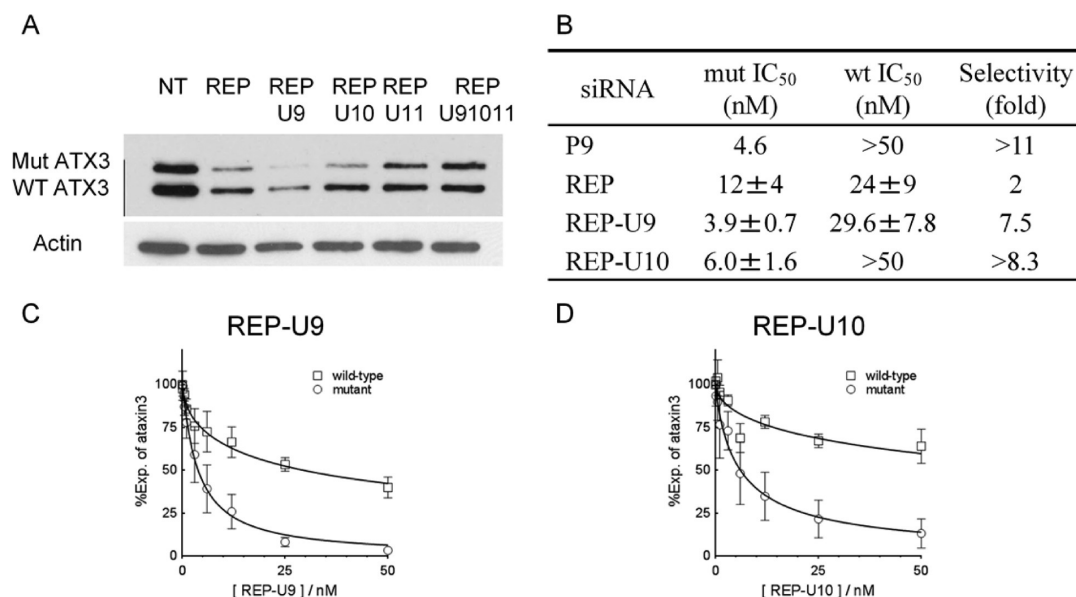 A
NT REP REP U9 REP U10 REP U11 REP U91011
Mut ATX3
WT ATX3
Actin
B
siRNA mut IC50 (nM) wt IC50 (nM) Selectivity (fold)
P9 4.6 >50 >11
REP 12±4 24±9 2
REP-U9 3.9±0.7 29.6±7.8 7.5
REP-U10 6.0±1.6 >50 >8.3
C
REP-U9
wild-type
mutant
%Exp. of ataxin3
100
75
50
25
0
0 25 50
[ REP-U9 ] / nM
D
REP-U10
wild-type
mutant
%Exp. of ataxin3
100
75
50
25
0
0 25 50
[ REP-U10 ] / nM